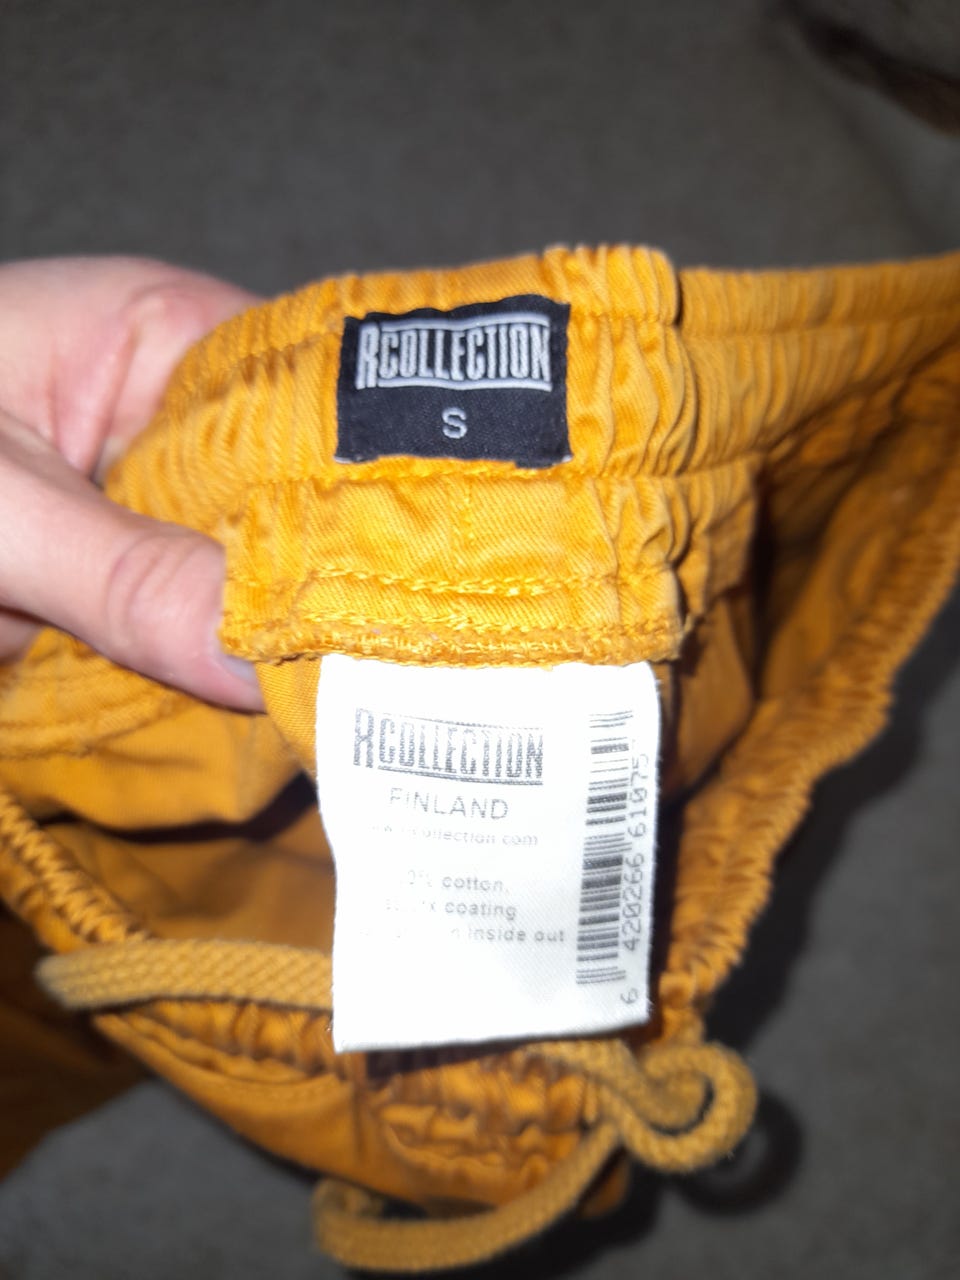 RCOLLECTION
S
RCOLLECTION
FINLAND
cotton,
coating
inside out
6 420266 61075